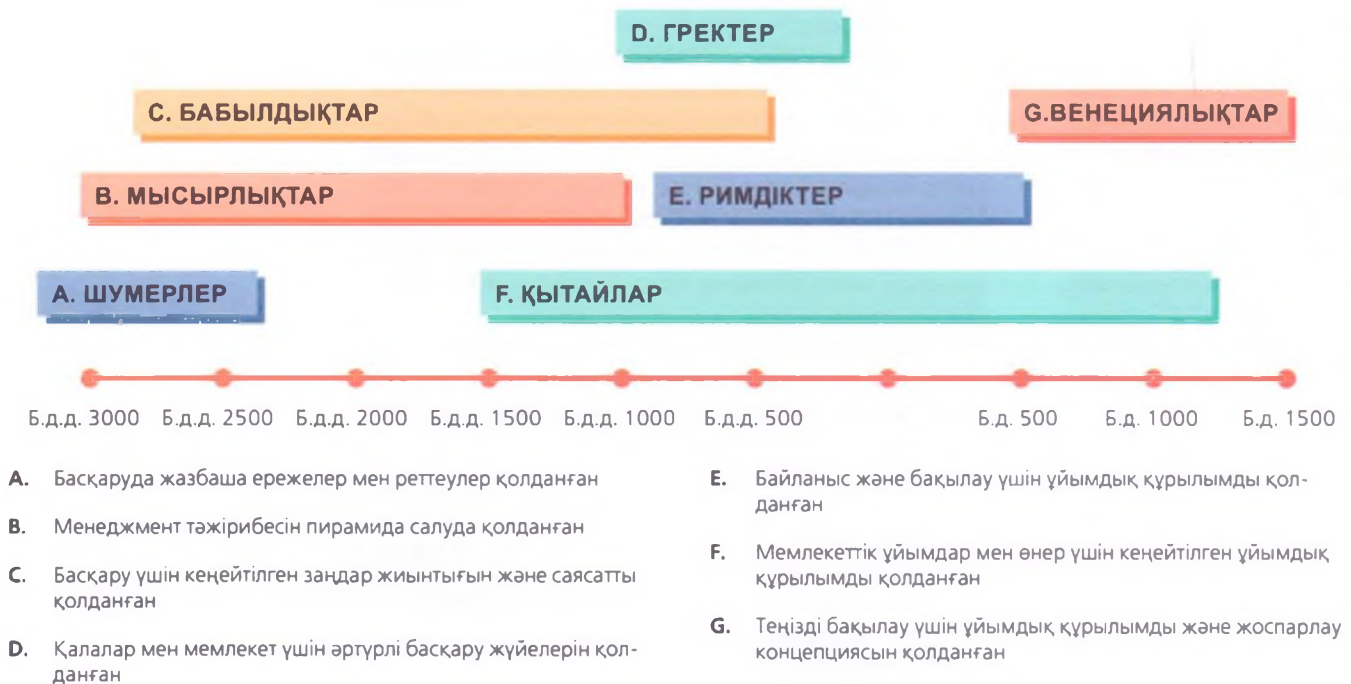 D. ГРЕКТЕР
C. БАБЫЛДЫҚТАР
G.ВЕНЕЦИЯЛЫҚТАР
B. МЫСЫРЛЫҚТАР
E. РИМДІКТЕР
A. ШУМЕРЛЕР
F. ҚЫТАЙЛАР
Б.д.д. 3000 Б.д.д. 2500 Б.д.д. 2000 Б.д.д. 1500 Б.д.д. 1000 Б.д.д. 500 Б.д. 500 Б.д. 1000 Б.д. 1500
A. Басқаруда жазбаша ережелер мен реттеулер қолданған
B. Менеджмент тәжірибесін пирамида салуда қолданған
C. Басқару үшін кеңейтілген заңдар жиынтығын және саясатты
қолданған
D. Қалалар мен мемлекет үшін әртүрлі басқару жүйелерін қол-
данған
E. Байланыс және бақылау үшін ұйымдық құрылымды қол-
данған
F. Мемлекеттік ұйымдар мен өнер үшін кеңейтілген ұйымдық
құрылымды қолданған
G. Теңізді бақылау үшін ұйымдық құрылымды және жоспарлау
концепциясын қолданған